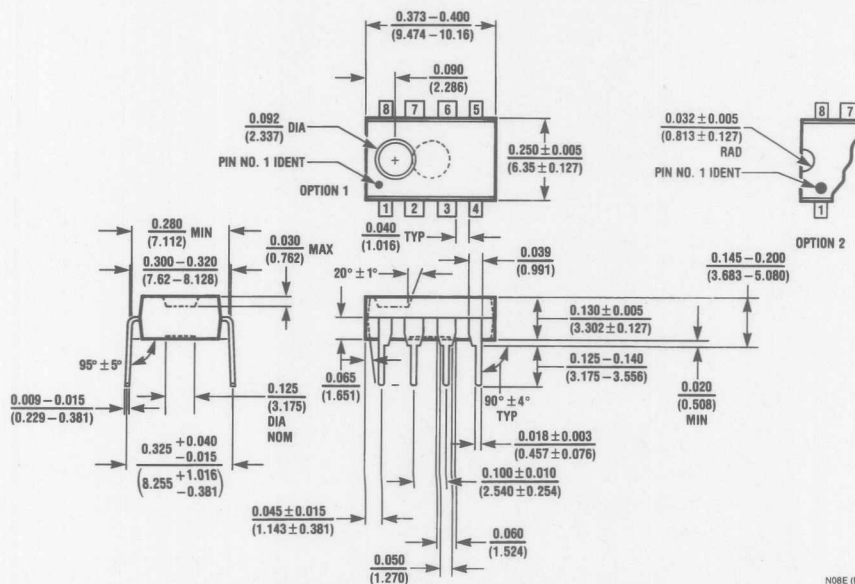 0.373−0.400
(9.474−10.16)
0.090
(2.286)
8 7 6 5
0.092
(2.337)
DIA
PIN NO. 1 IDENT
OPTION 1
0.250 ± 0.005
(6.35 ± 0.127)
1 2 3 4
0.032 ± 0.005
(0.813 ± 0.127)
RAD
PIN NO. 1 IDENT
8 7
1
OPTION 2
0.280
(7.112)
MIN
0.300−0.320
(7.62−8.128)
0.030
(0.762)
MAX
0.040
(1.016)
TYP
0.039
(0.991)
20° ± 1°
0.145−0.200
(3.683−5.080)
0.130 ± 0.005
(3.302 ± 0.127)
95° ± 5°
0.009−0.015
(0.229−0.381)
0.125
(3.175)
DIA
NOM
0.065
(1.651)
0.125−0.140
(3.175−3.556)
90° ± 4°
TYP
0.020
(0.508)
MIN
0.325 +0.040 −0.015
(8.255 +1.016 −0.381)
0.018 ± 0.003
(0.457 ± 0.076)
0.100 ± 0.010
(2.540 ± 0.254)
0.045 ± 0.015
(1.143 ± 0.381)
0.060
(1.524)
0.050
(1.270)
N08E